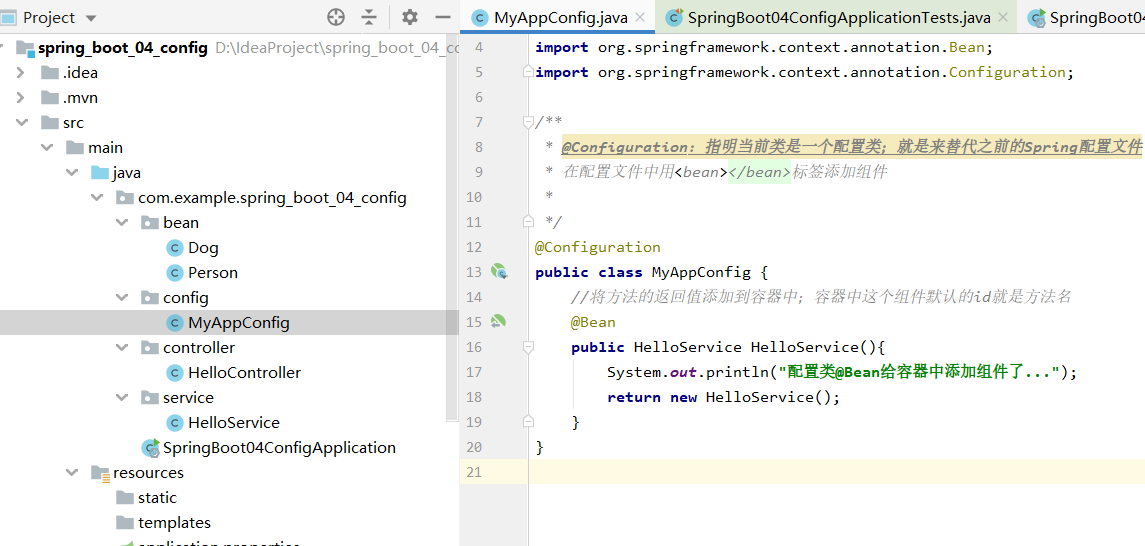 Project
spring_boot_04_config D:\IdeaProject\spring_boot_04_co
.idea
.mvn
src
main
java
com.example.spring_boot_04_config
bean
Dog
Person
config
MyAppConfig
controller
HelloController
service
HelloService
SpringBoot04ConfigApplication
resources
static
templates
application.properties
MyAppConfig.java
SpringBoot04ConfigApplicationTests.java
SpringBoot04
4 import org.springframework.context.annotation.Bean;
5 import org.springframework.context.annotation.Configuration;
6
7 /**
8 * @Configuration: 指明当前类是一个配置类; 就是来替代之前的Spring配置文件
9 * 在配置文件中用<bean></bean>标签添加组件
10 *
11 */
12 @Configuration
13 public class MyAppConfig {
14 //将方法的返回值添加到容器中; 容器中这个组件默认的id就是方法名
15 @Bean
16 public HelloService HelloService(){
17 System.out.println("配置类@Bean给容器中添加组件了...");
18 return new HelloService();
19 }
20 }
21